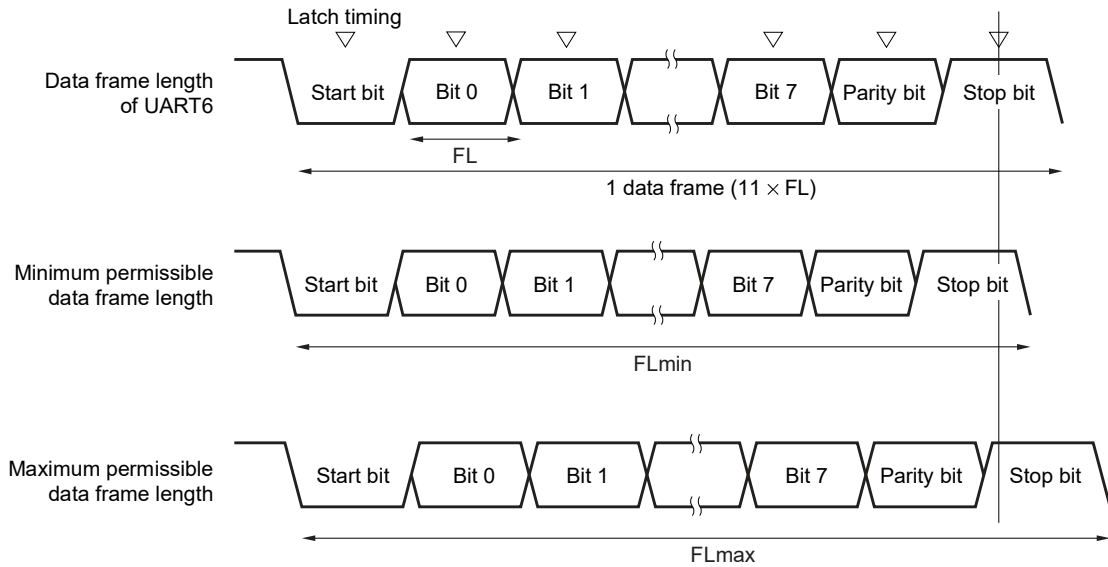 Latch timing
Data frame length
of UART6
Start bit Bit 0 Bit 1 Bit 7 Parity bit Stop bit
FL
1 data frame (11 × FL)
Minimum permissible
data frame length
Start bit Bit 0 Bit 1 Bit 7 Parity bit Stop bit
FLmin
Maximum permissible
data frame length
Start bit Bit 0 Bit 1 Bit 7 Parity bit Stop bit
FLmax